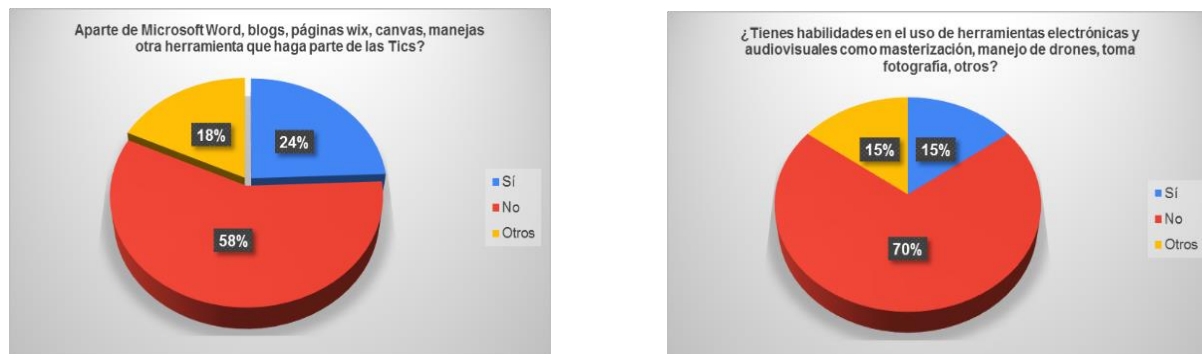 Aparte de Microsoft Word, blogs, páginas wix, canvas, manejas
otra herramienta que haga parte de las Tics?
18%
24%
58%
Sí
No
Otros
¿Tienes habilidades en el uso de herramientas electrónicas y
audiovisuales como masterización, manejo de drones, toma
fotografía, otros?
15%
15%
70%
Sí
No
Otros